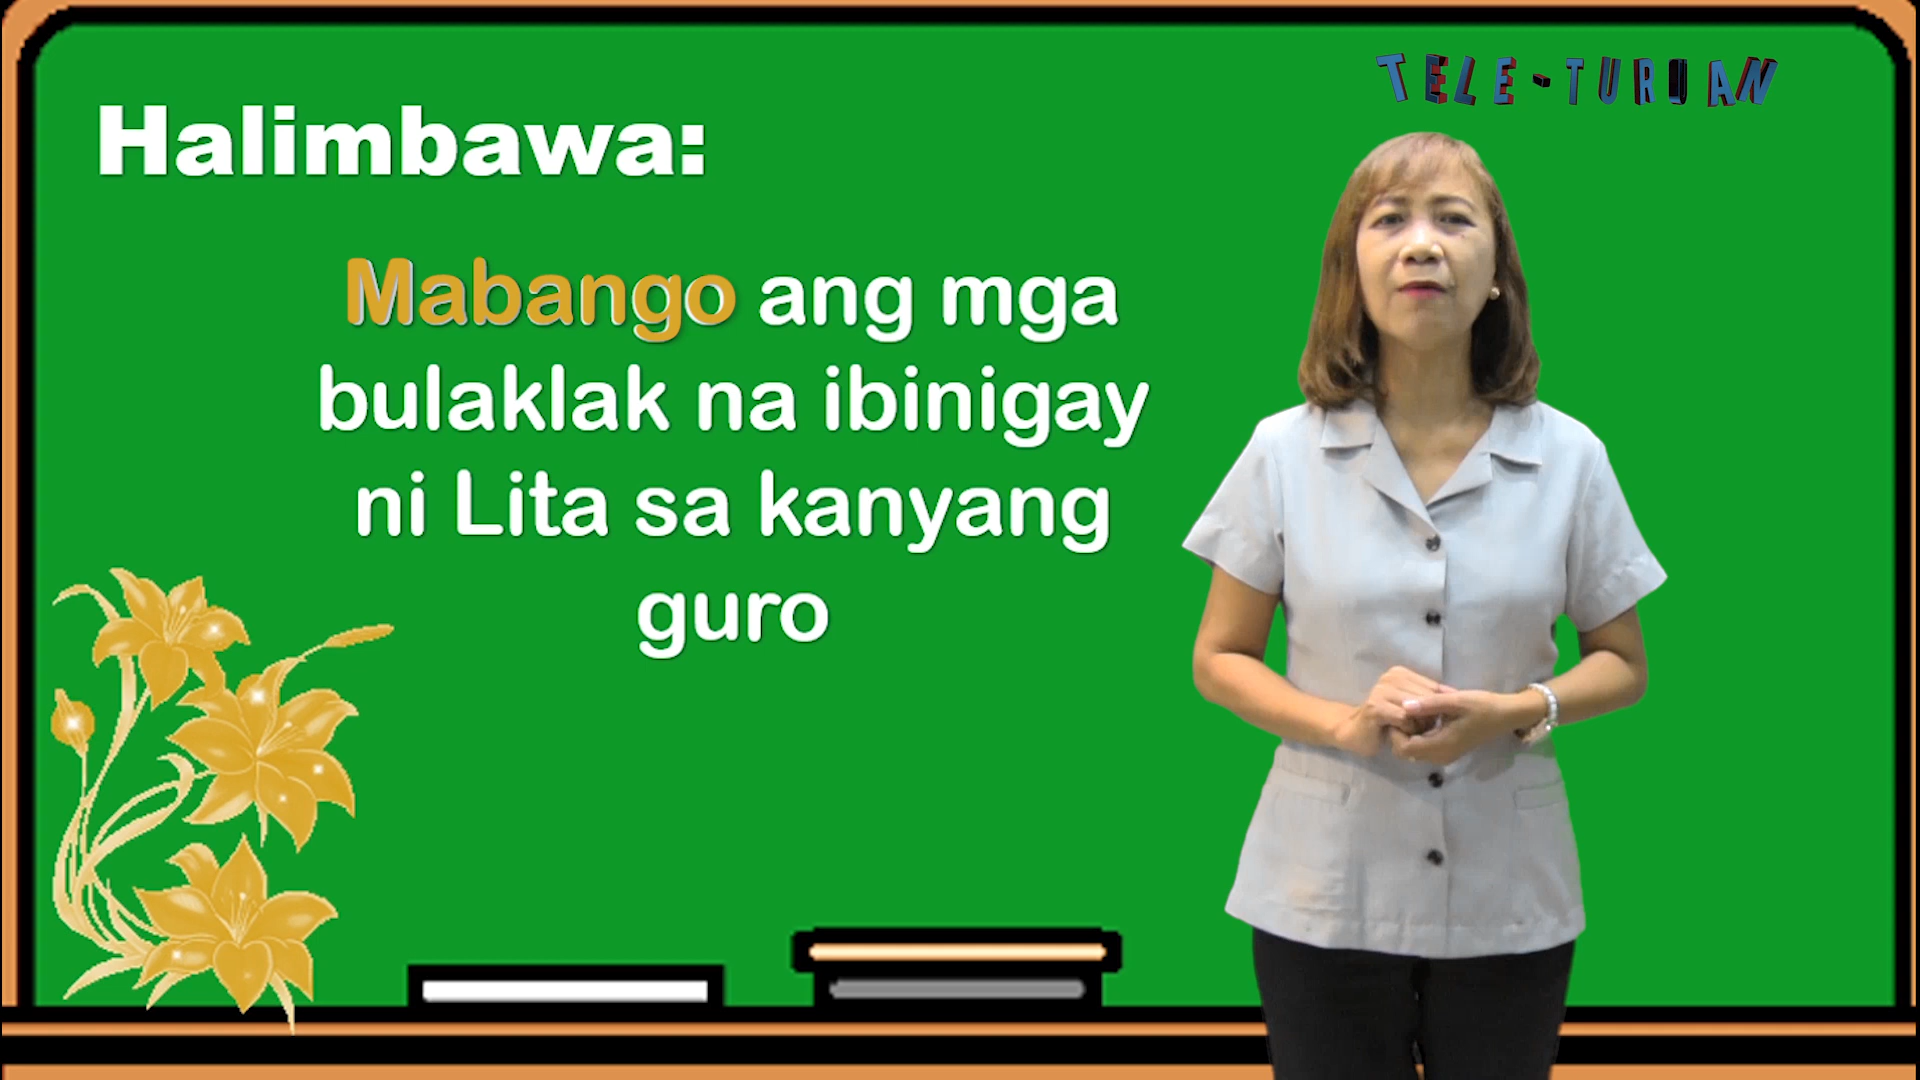 TELE-TURUAN
Halimbawa:
Mabango ang mga
bulaklak na ibinigay
ni Lita sa kanyang
guro